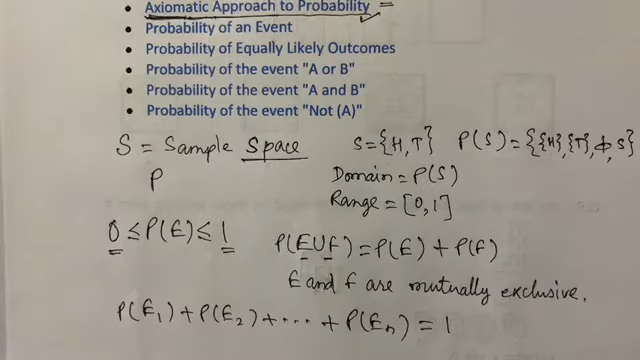 • Axiomatic Approach to Probability =
• Probability of an Event
• Probability of Equally Likely Outcomes
• Probability of the event "A or B"
• Probability of the event "A and B"
• Probability of the event "Not (A)"
S = Sample Space S={H,T} P(S)={{H},{T},ϕ,S}
P Domain = P(S)
Range = [0,1]
0 ≤ P(E) ≤ 1 P(EUF) = P(E) + P(F)
E and F are mutually exclusive.
P(E₁) + P(E₂) + .... + P(Eₙ) = 1